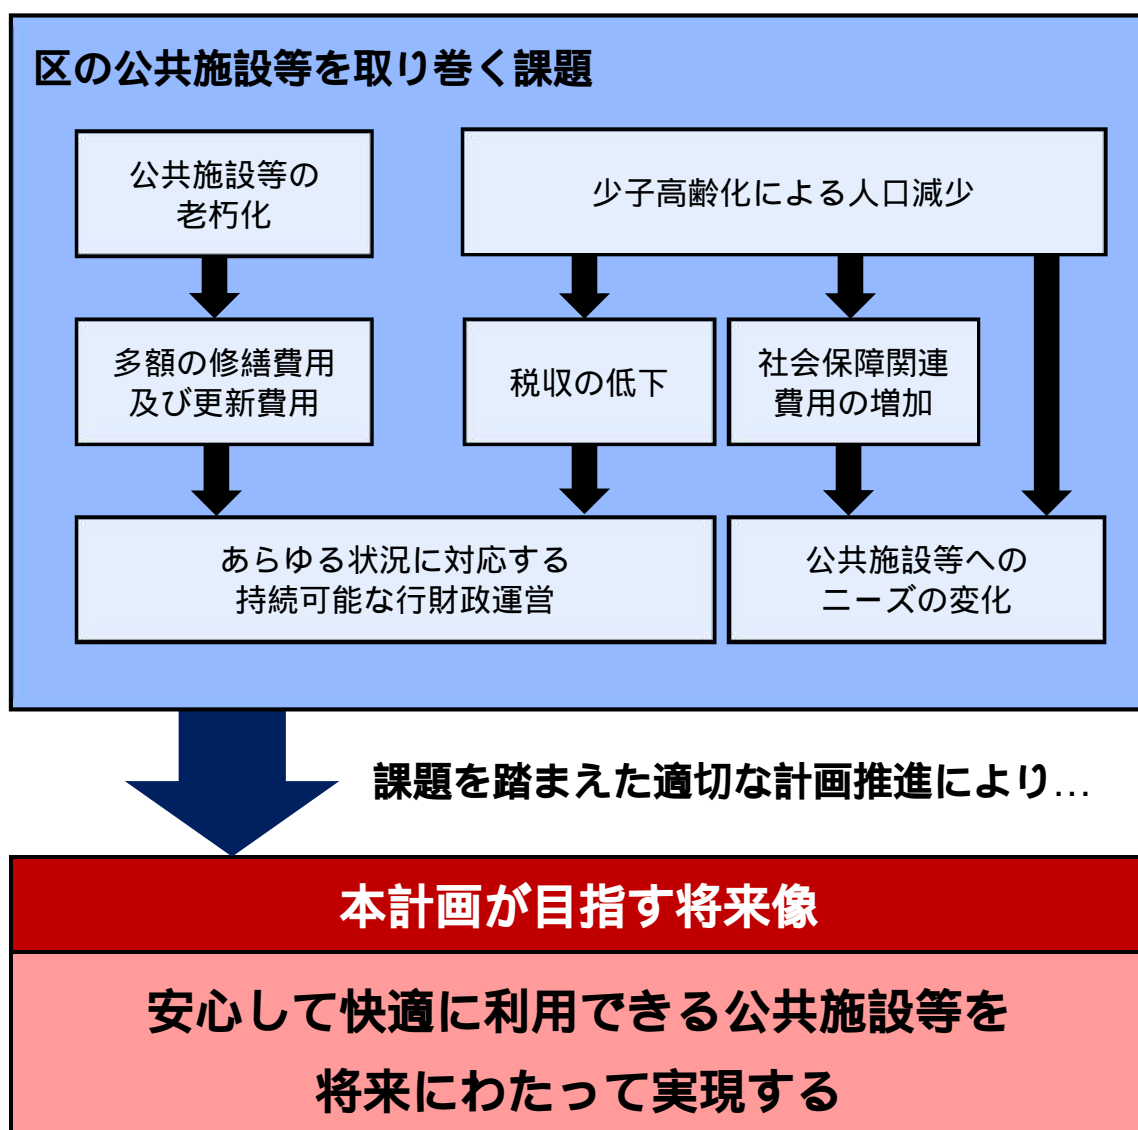 区の公共施設等を取り巻く課題
公共施設等の
老朽化
少子高齢化による人口減少
多額の修繕費用
及び更新費用
税収の低下
社会保障関連
費用の増加
あらゆる状況に対応する
持続可能な行財政運営
公共施設等への
ニーズの変化
課題を踏まえた適切な計画推進により…
本計画が目指す将来像
安心して快適に利用できる公共施設等を
将来にわたって実現する